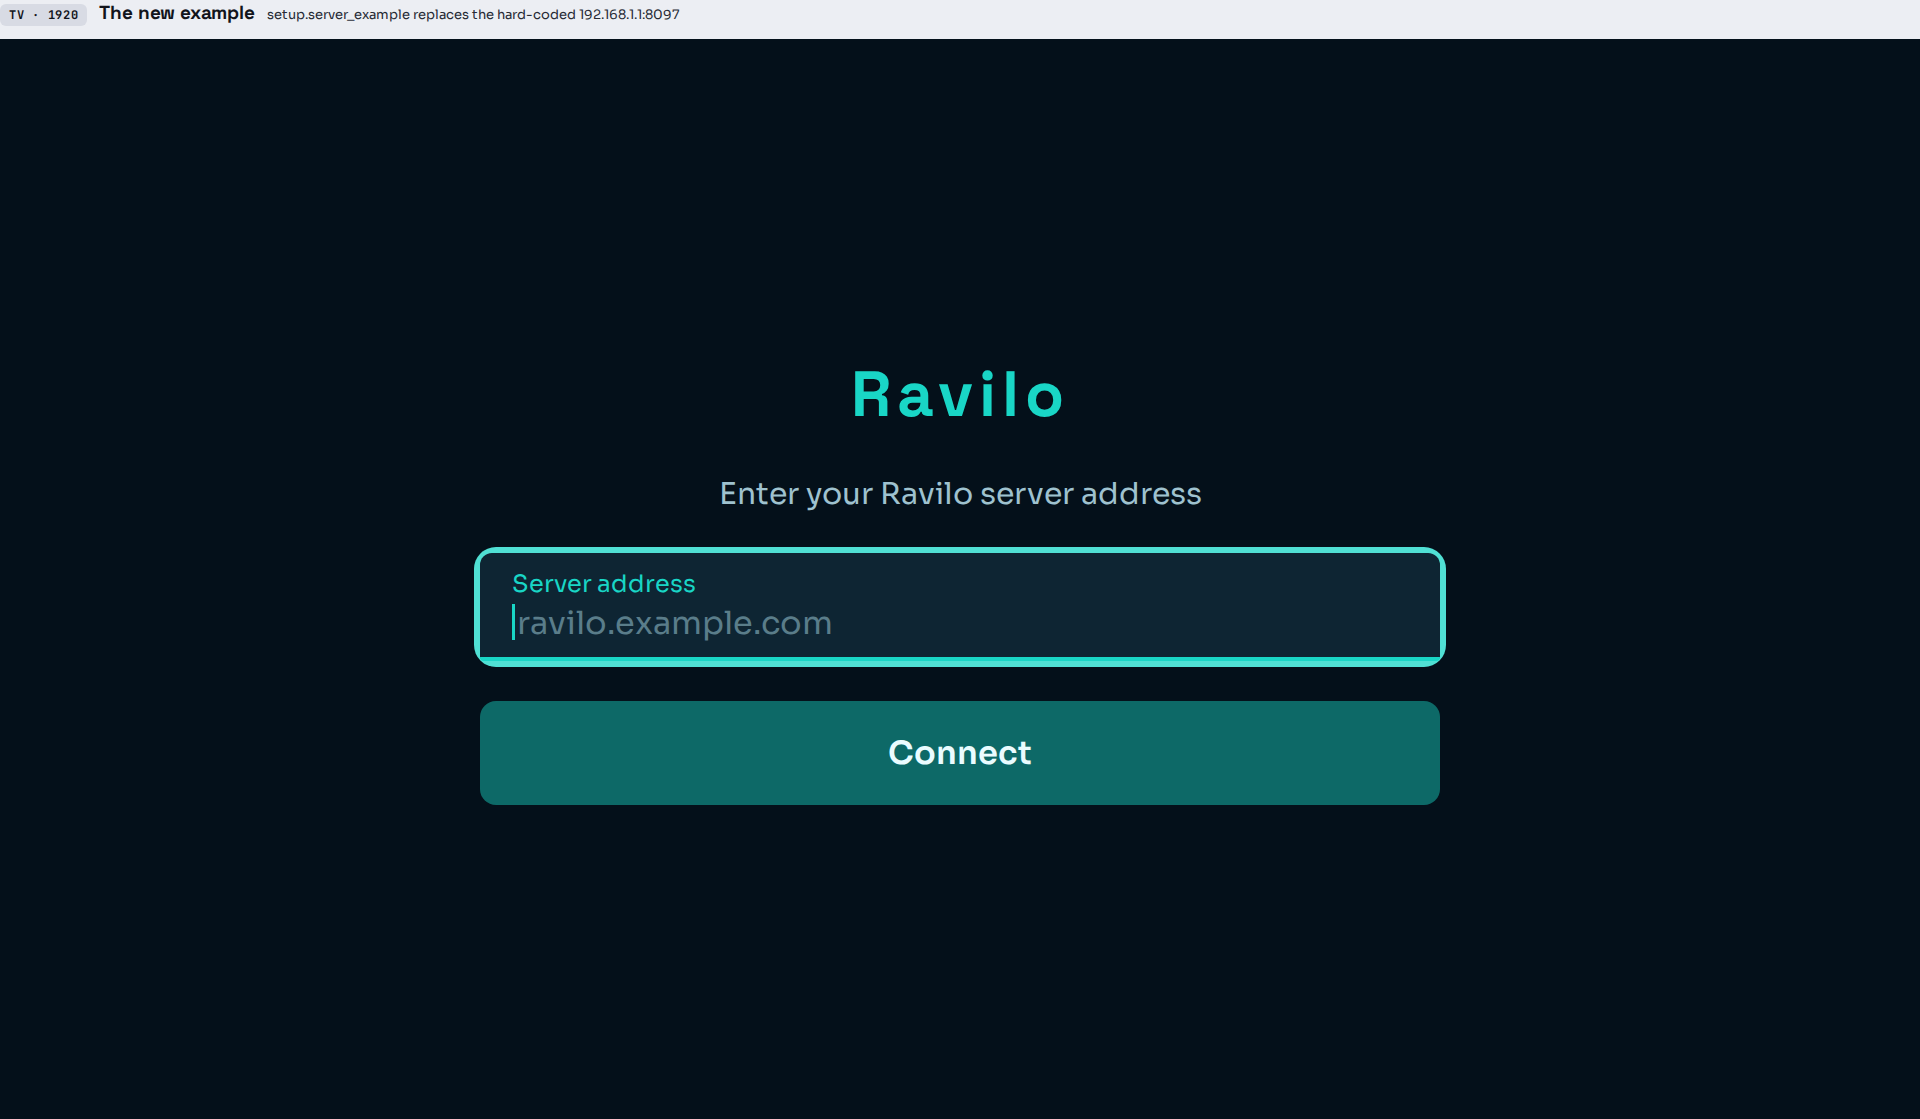 TV · 1920 The new example setup.server_example replaces the hard-coded 192.168.1.1:8097
Ravilo
Enter your Ravilo server address
Server address
ravilo.example.com
Connect